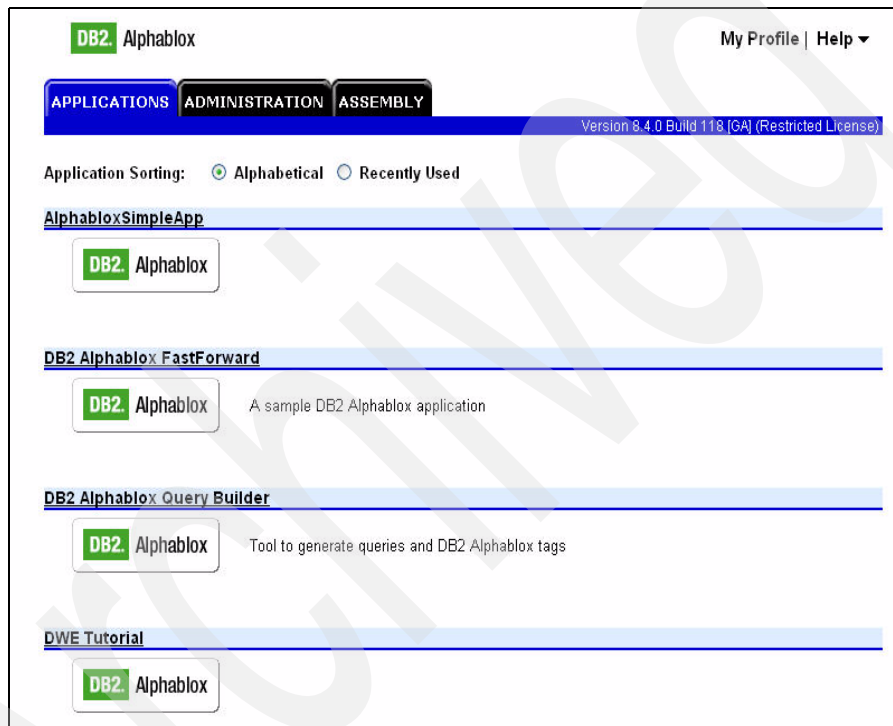 DB2. Alphablox
My Profile | Help
APPLICATIONS ADMINISTRATION ASSEMBLY
Version 8.4.0 Build 118 [GA] (Restricted License)
Application Sorting: Alphabetical Recently Used
AlphabloxSimpleApp
DB2. Alphablox
DB2 Alphablox FastForward
DB2. Alphablox A sample DB2 Alphablox application
DB2 Alphablox Query Builder
DB2. Alphablox Tool to generate queries and DB2 Alphablox tags
DWE Tutorial
DB2. Alphablox
rchived